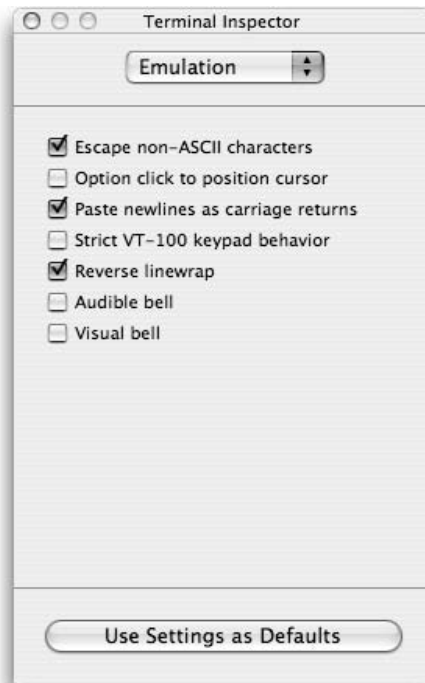 Terminal Inspector
Emulation
Escape non-ASCII characters
Option click to position cursor
Paste newlines as carriage returns
Strict VT-100 keypad behavior
Reverse linewrap
Audible bell
Visual bell
Use Settings as Defaults